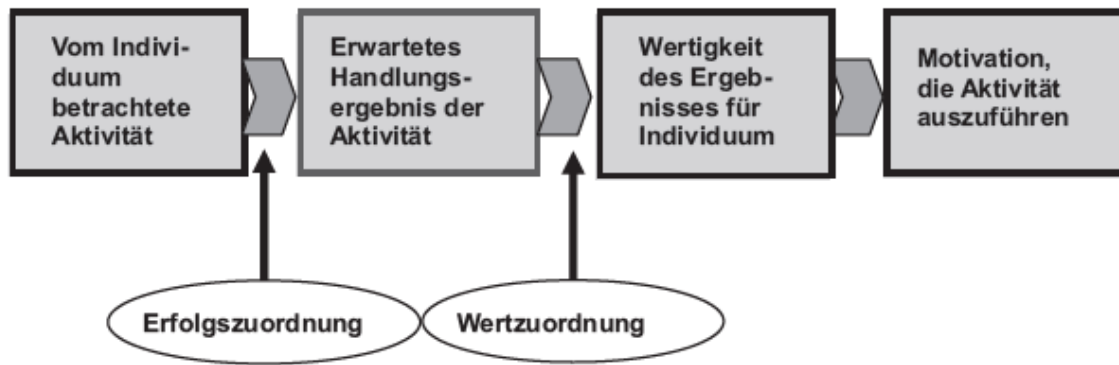 Vom Indivi-
duum
betrachtete
Aktivität
Erwartetes
Handlungs-
ergebnis der
Aktivität
Wertigkeit
des Ergeb-
nisses für
Individuum
Motivation,
die Aktivität
auszuführen
Erfolgszuordnung
Wertzuordnung